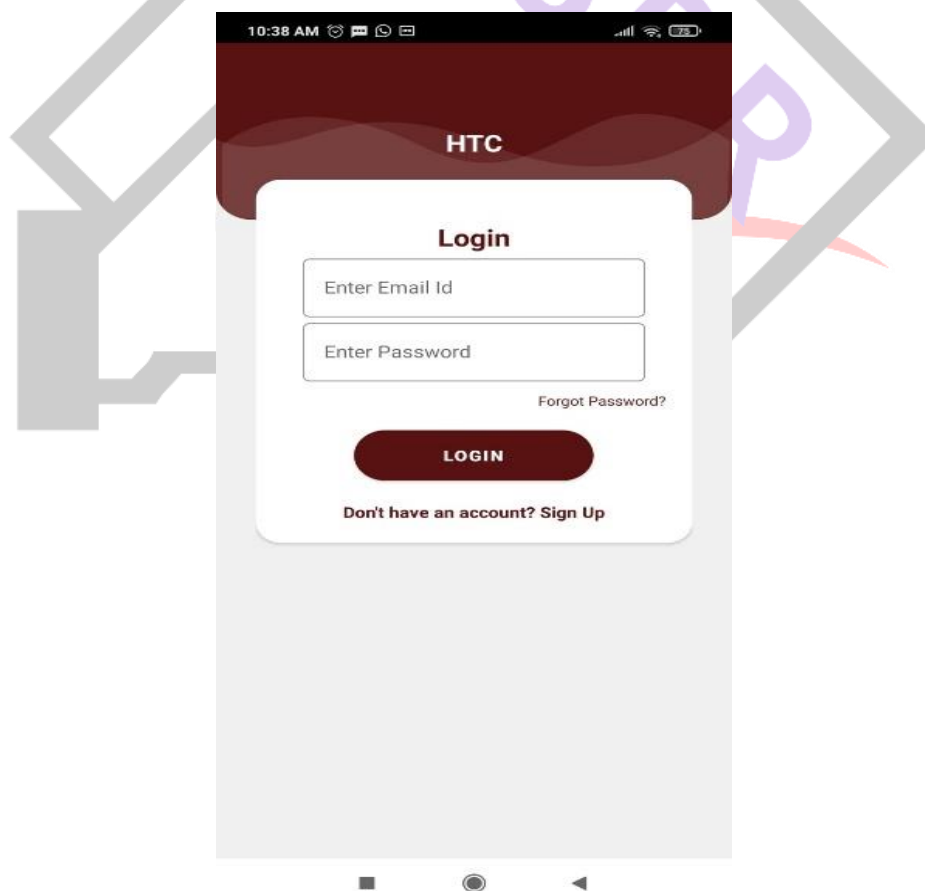 10:38 AM
75
HTC
Login
Enter Email Id
Enter Password
Forgot Password?
LOGIN
Don't have an account? Sign Up
R